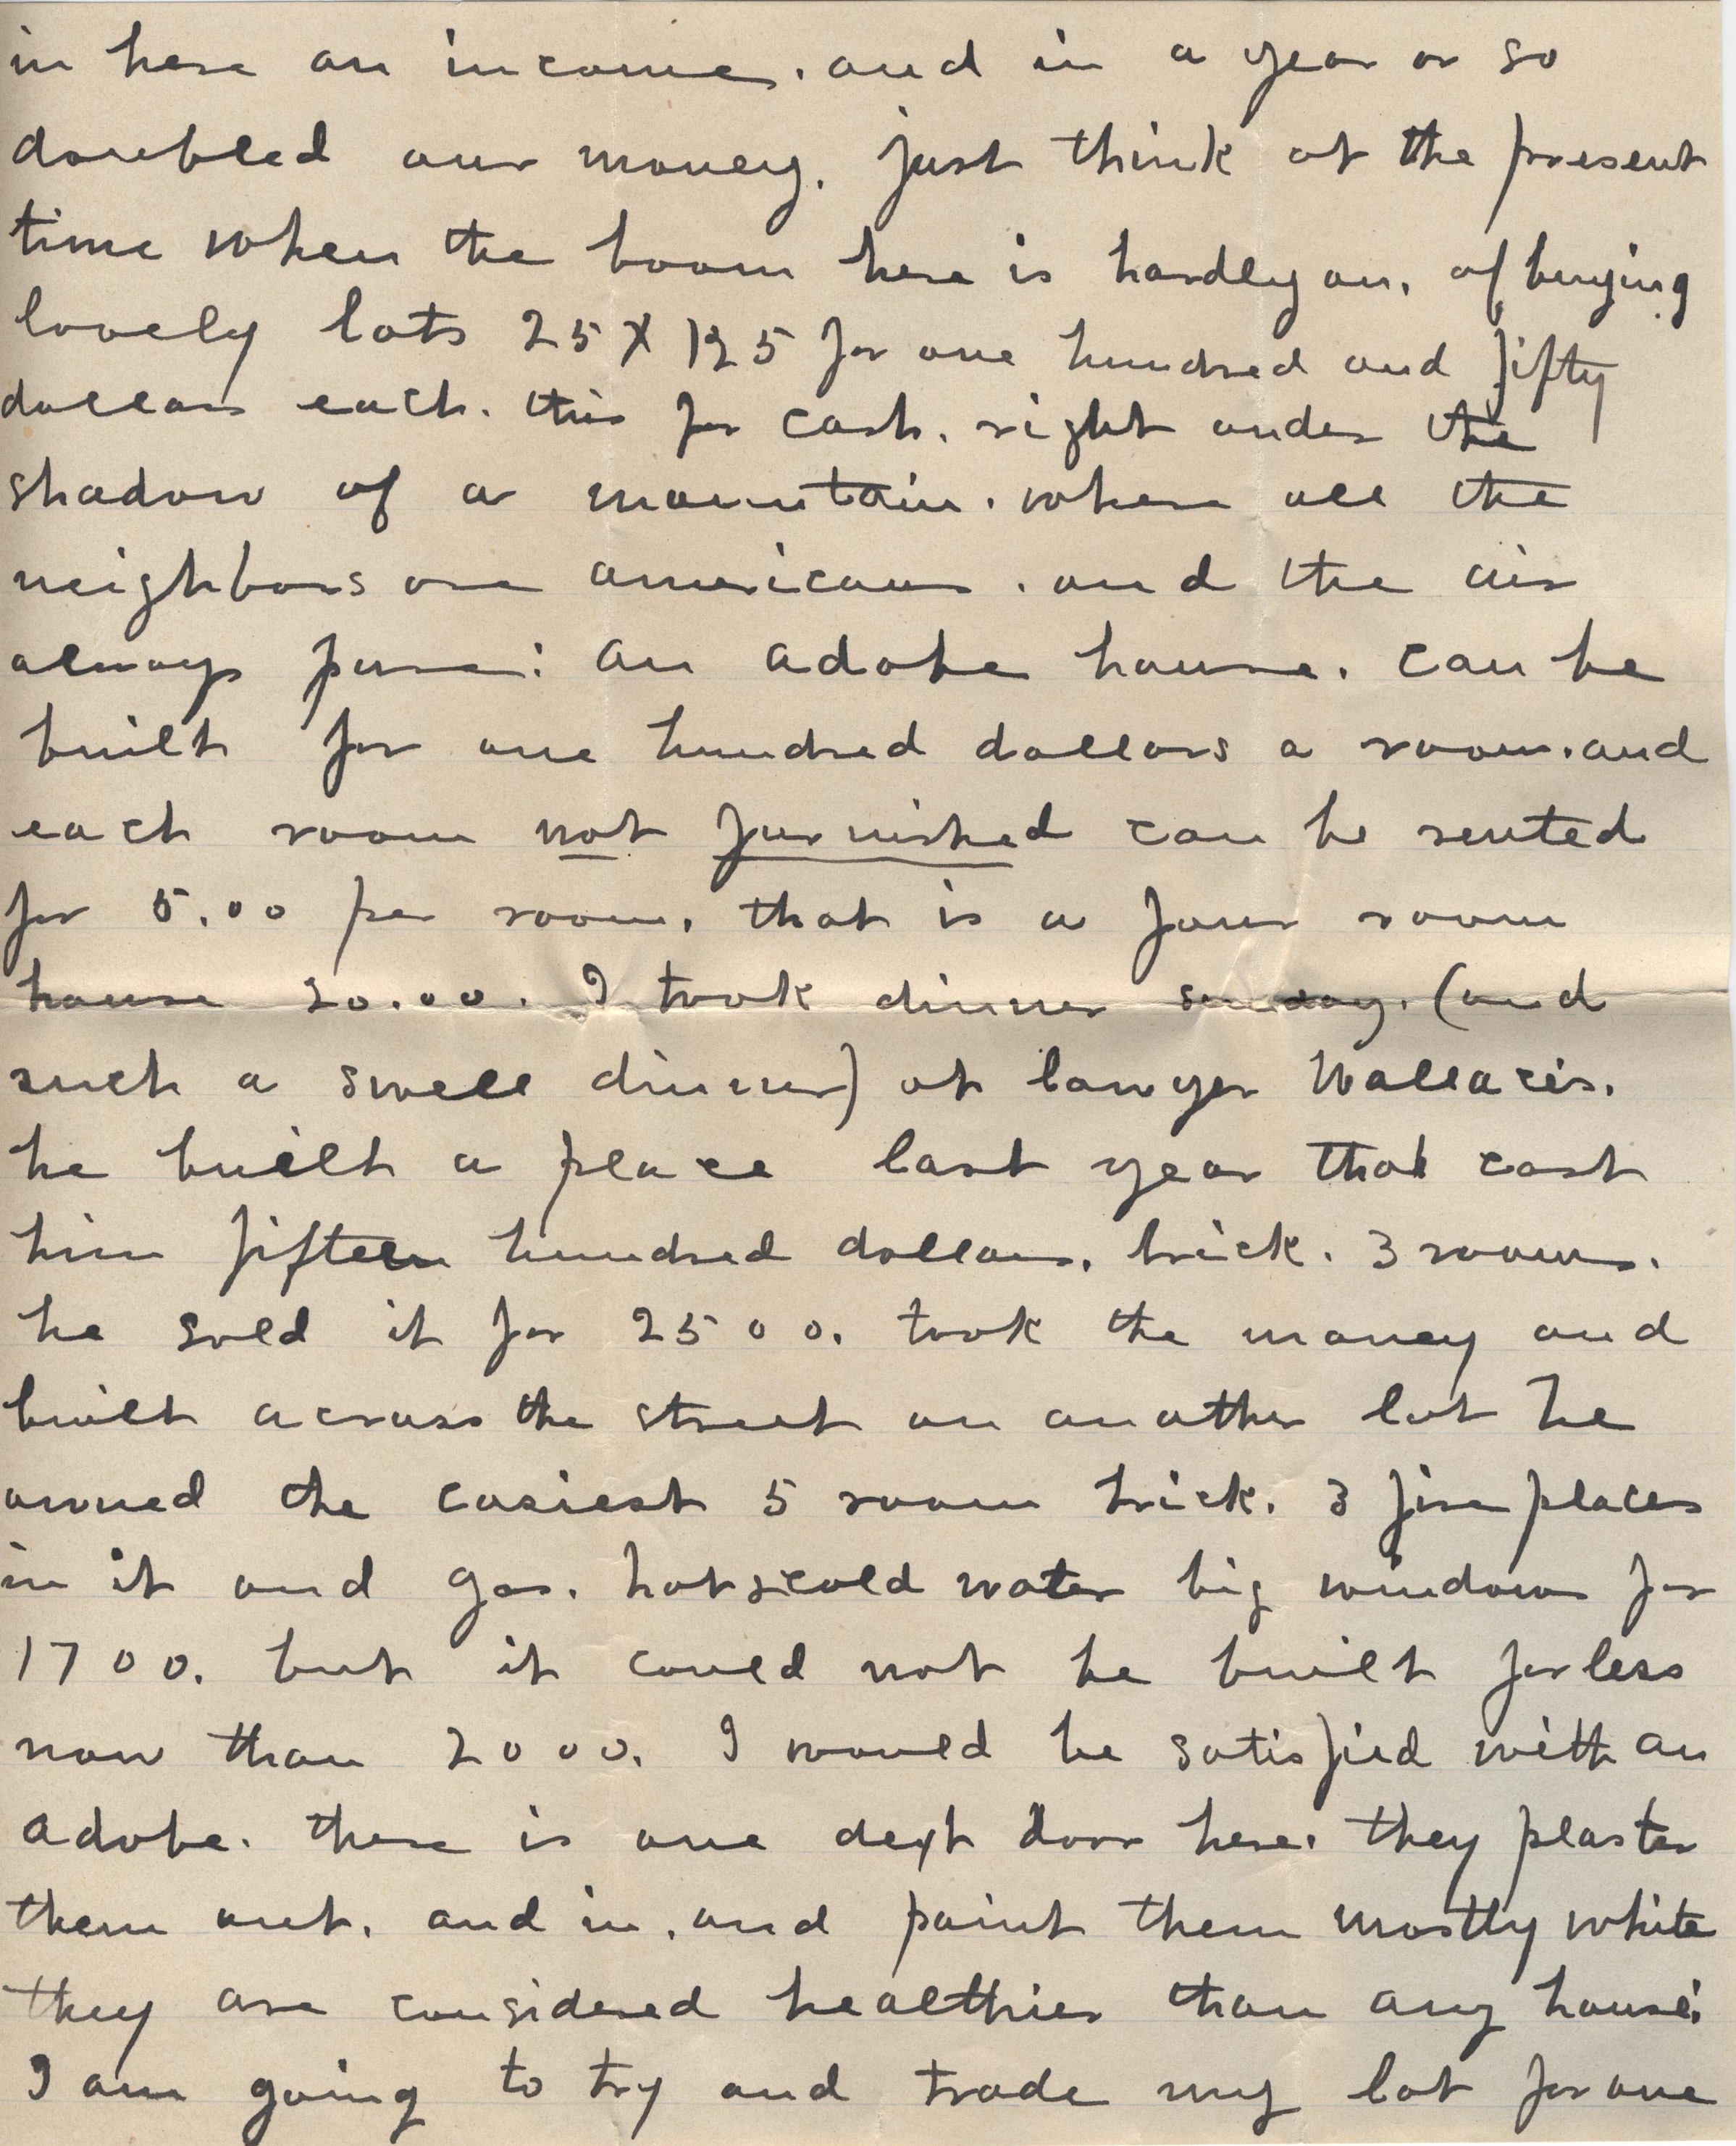 in here an income. and in a year or so
doubled our money. just think at the present
time when the boom here is hardly on. of buying
lovely lots 25 X 125 for one hundred and fifty
dollars each. this for cash. right under the
shadow of a mountain. where all the
neighbors are americans. and the air
always pure: an adobe house. can be
built for one hundred dollars a room. and
each room not furnished can be rented
for 5.00 per room. that is a four room
house 20.00. I took dinner sunday. (and
such a swell dinner) at lawyer Wallaces.
he built a place last year that cost
him fifteen hundred dollars. brick. 3 rooms.
he sold it for 2500. took the money and
built across the street on another lot he
owned the cosiest 5 room brick. 3 fire places
in it and gas. hot & cold water big windows for
1700. but it could not be built for less
now than 2000. I would be satisfied with an
adobe. there is one dext door here. they plaster
them out. and in. and paint them mostly white
they are considered healthier than any house.
I am going to try and trade my lot for one